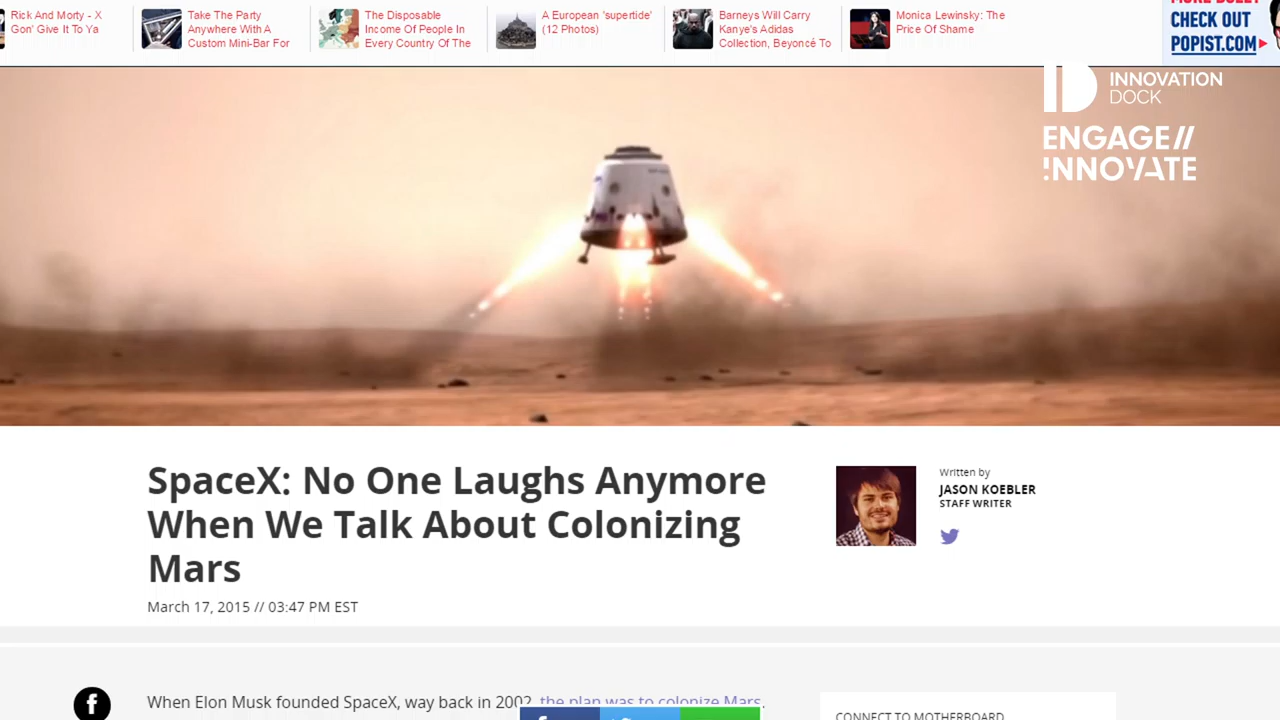 Rick And Morty - X
Gon' Give It To Ya
Take The Party
Anywhere With A
Custom Mini-Bar For
The Disposable
Income Of People In
Every Country Of The
A European 'supertide'
(12 Photos)
Barneys Will Carry
Kanye's Adidas
Collection, Beyoncé To
Monica Lewinsky: The
Price Of Shame
CHECK OUT
POPIST.COM
ID INNOVATION
DOCK
ENGAGE//
!NNOVATE
SpaceX: No One Laughs Anymore
When We Talk About Colonizing
Mars
March 17, 2015 // 03:47 PM EST
Written by
JASON KOEBLER
STAFF WRITER
When Elon Musk founded SpaceX, way back in 2002, the plan was to colonize Mars.
CONNECT TO MOTHERBOARD